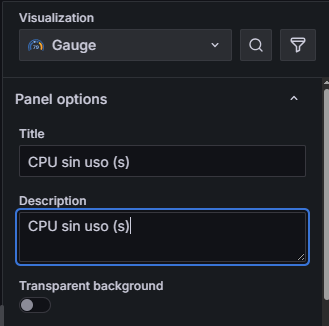 Visualization
Gauge
Panel options
Title
CPU sin uso (s)
Description
CPU sin uso (s)
Transparent background